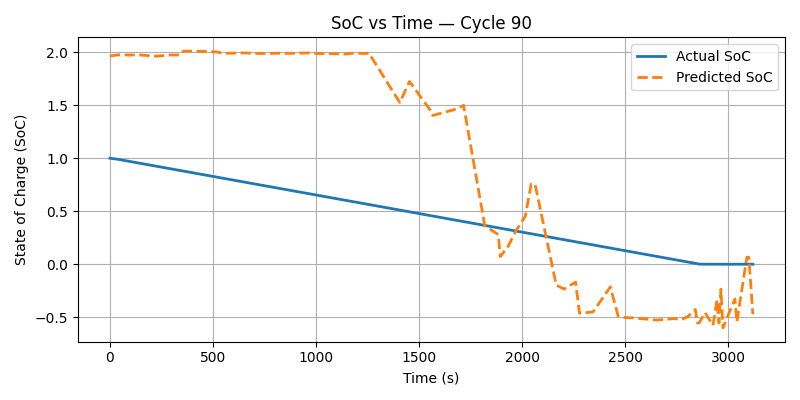 SoC vs Time — Cycle 90
Actual SoC
Predicted SoC
State of Charge (SoC)
2.0
1.5
1.0
0.5
0.0
−0.5
0 500 1000 1500 2000 2500 3000
Time (s)